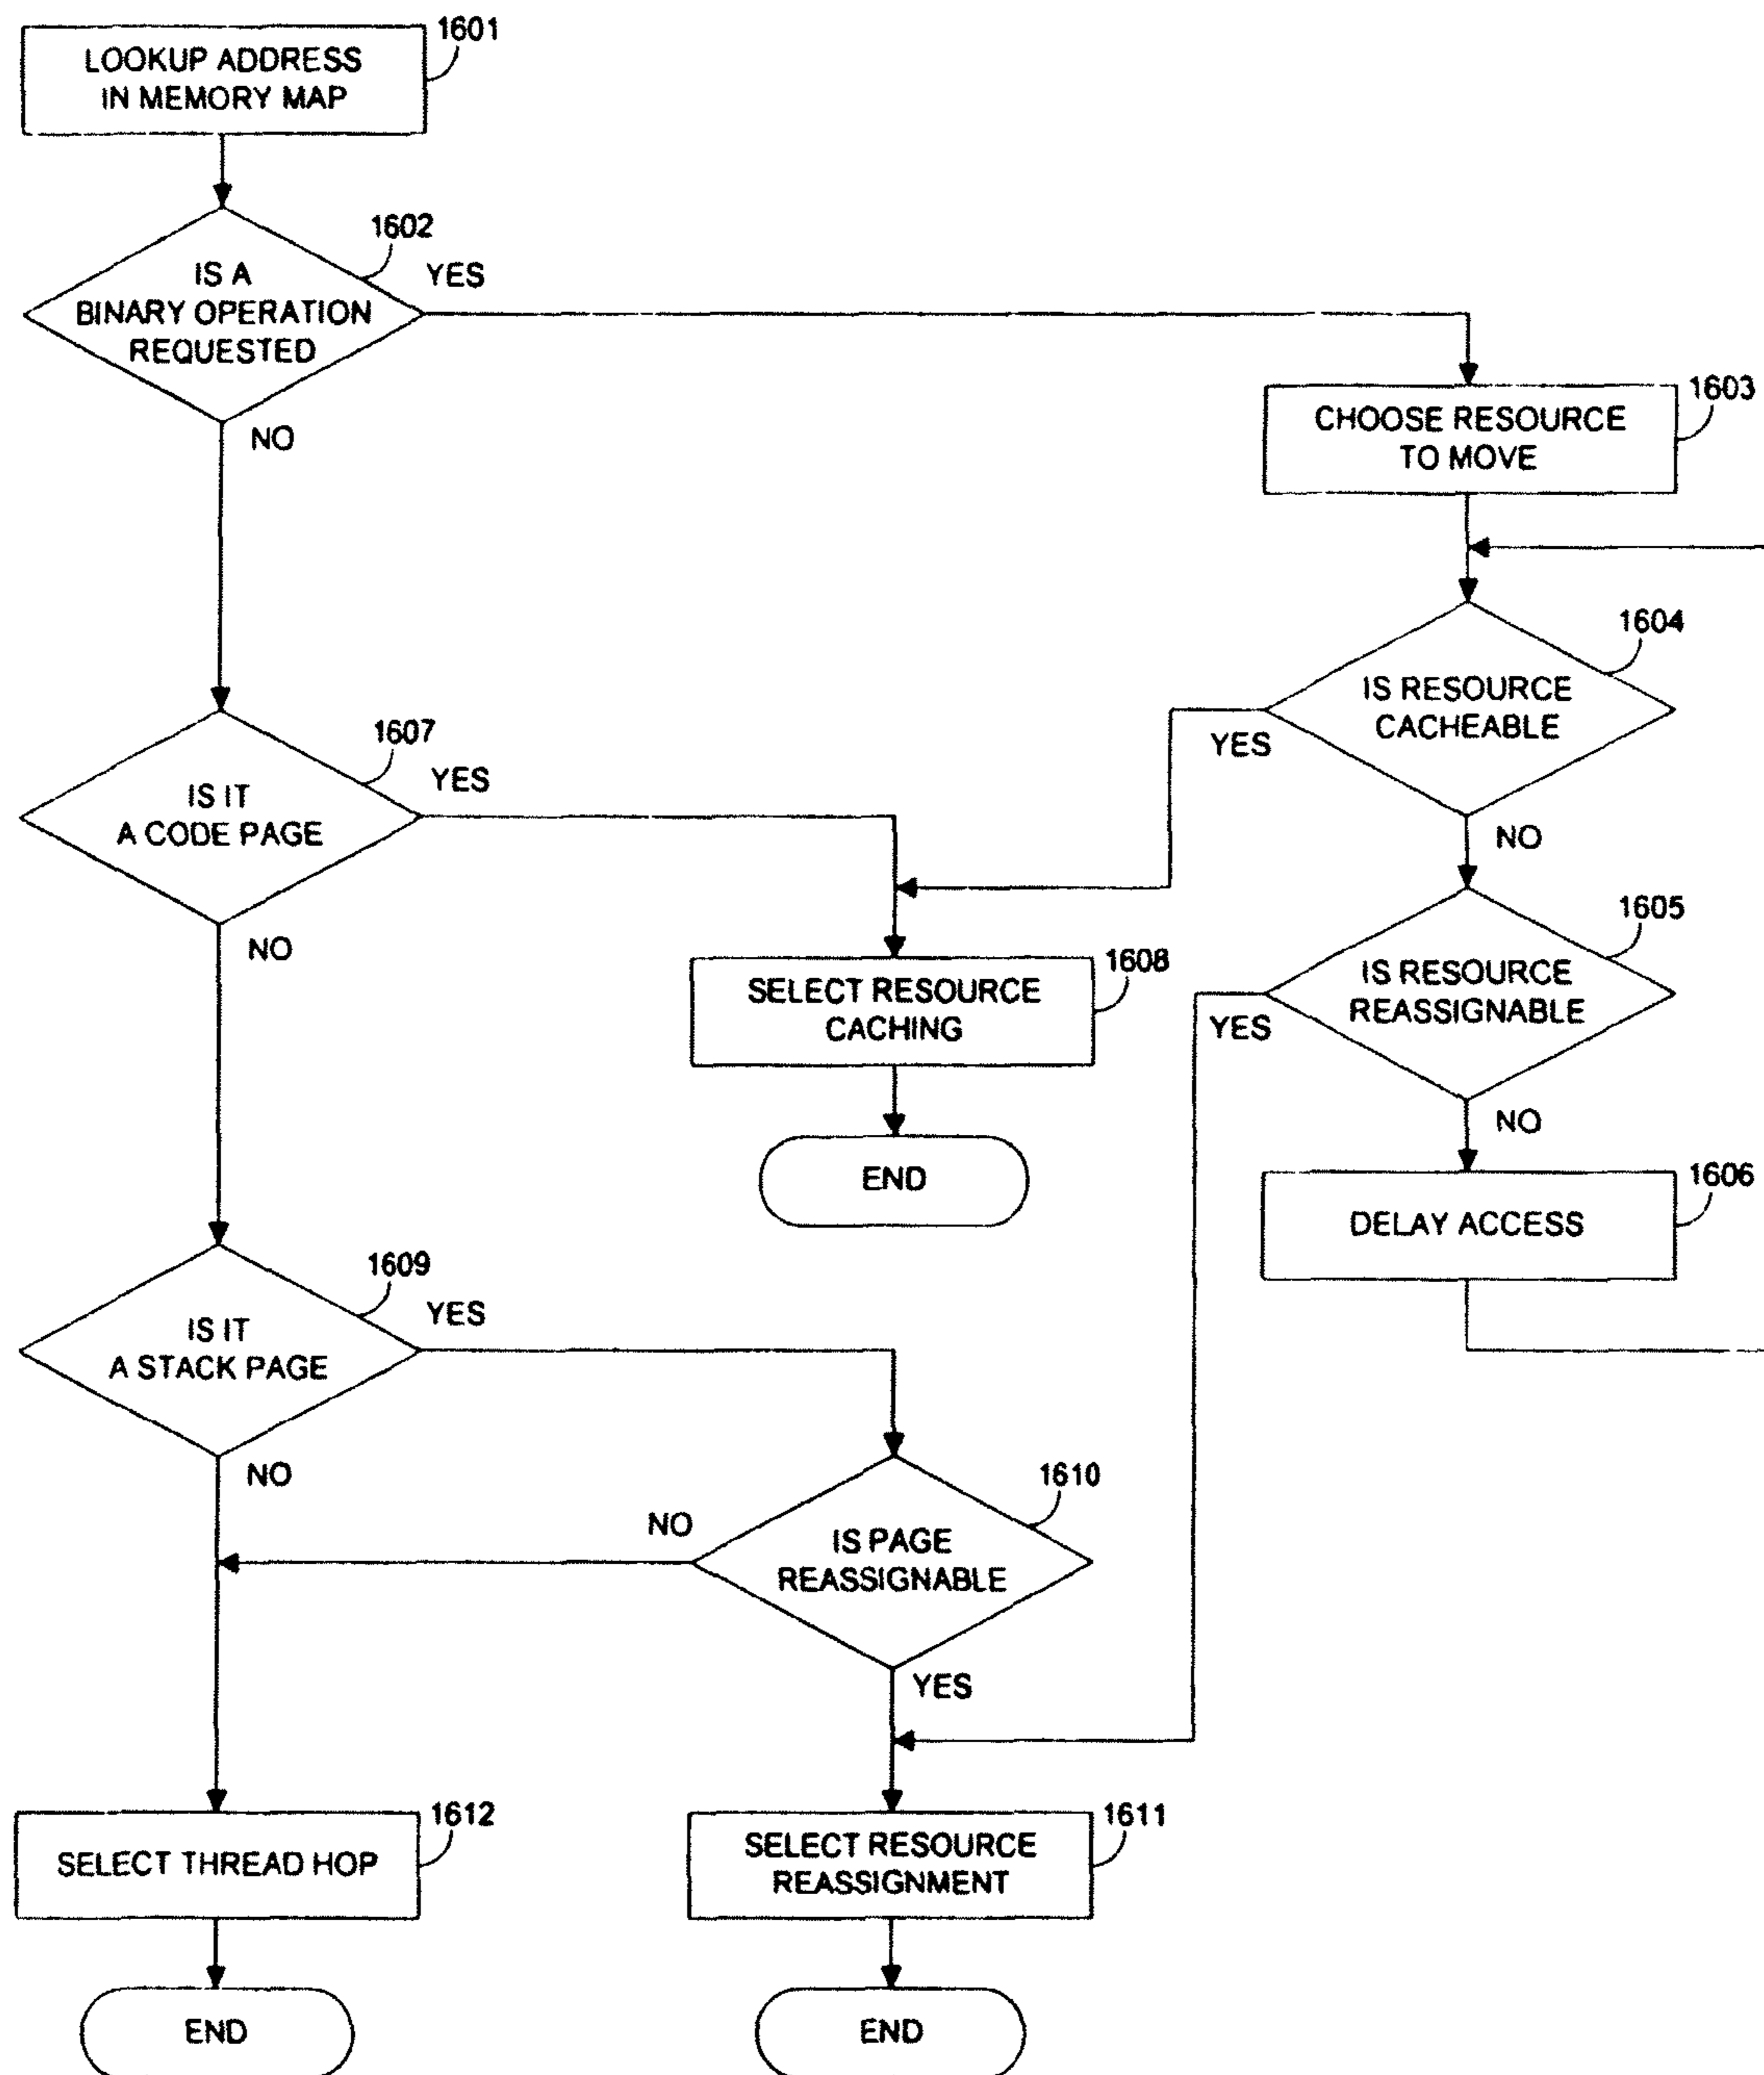 1601
LOOKUP ADDRESS
IN MEMORY MAP
1602
IS A
BINARY OPERATION
REQUESTED
YES
NO
1603
CHOOSE RESOURCE
TO MOVE
1604
IS RESOURCE
CACHEABLE
YES
NO
1605
IS RESOURCE
REASSIGNABLE
YES
NO
1606
DELAY ACCESS
1607
IS IT
A CODE PAGE
YES
NO
1608
SELECT RESOURCE
CACHING
END
1609
IS IT
A STACK PAGE
YES
NO
1610
IS PAGE
REASSIGNABLE
NO
YES
1611
SELECT RESOURCE
REASSIGNMENT
END
1612
SELECT THREAD HOP
END